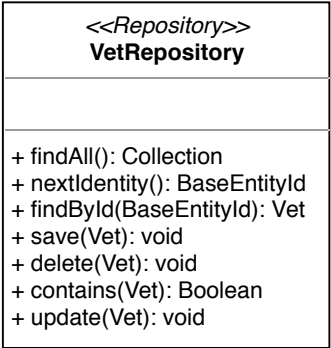 <<Repository>>
VetRepository
+ findAll(): Collection
+ nextIdentity(): BaseEntityId
+ findById(BaseEntityId): Vet
+ save(Vet): void
+ delete(Vet): void
+ contains(Vet): Boolean
+ update(Vet): void